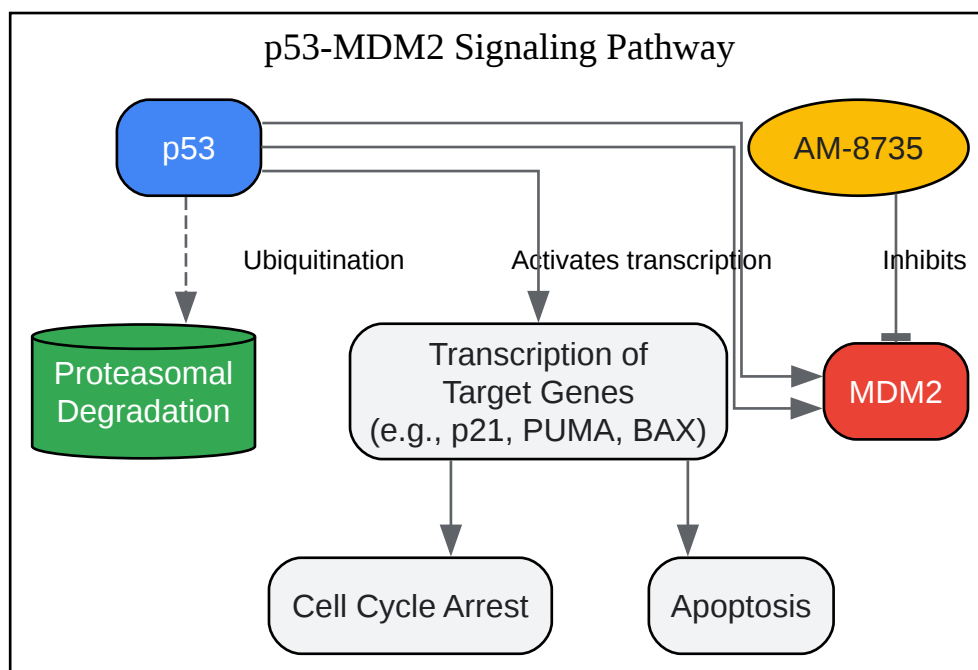 p53-MDM2 Signaling Pathway
p53
AM-8735
Ubiquitination
Activates transcription
Inhibits
Proteasomal
Degradation
Transcription of
Target Genes
(e.g., p21, PUMA, BAX)
MDM2
Cell Cycle Arrest
Apoptosis